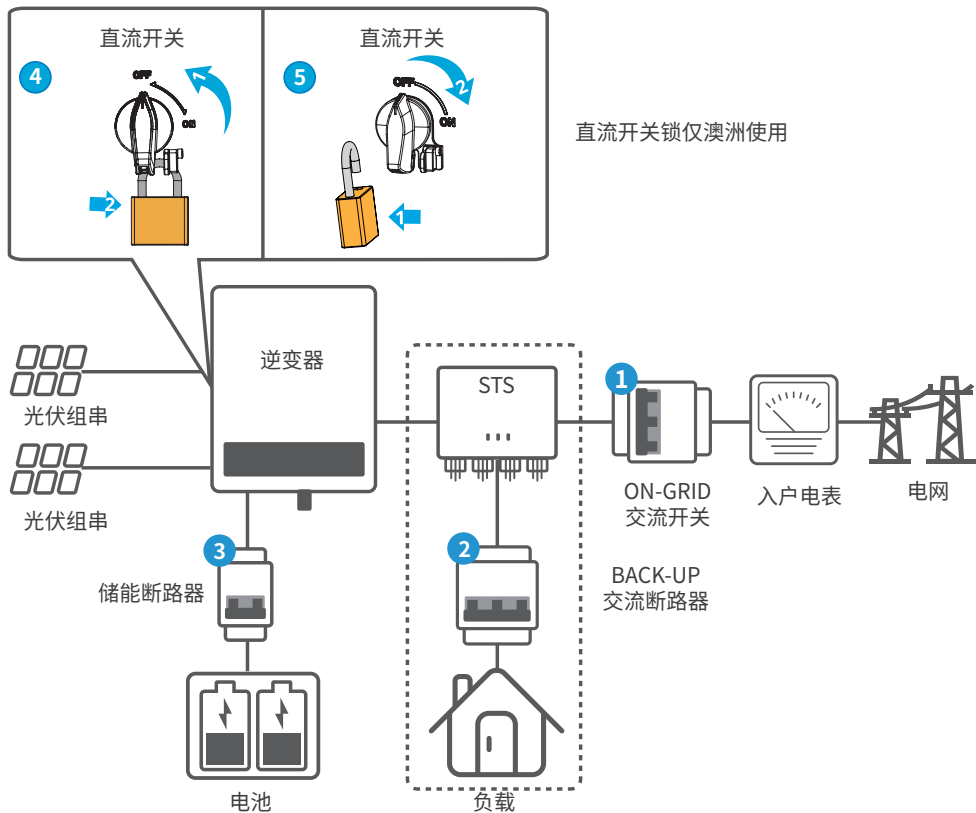 直流开关
直流开关
4
5
OFF
1
ON
2
OFF
2
ON
1
直流开关锁仅澳洲使用
逆变器
STS
1
光伏组串
光伏组串
ON-GRID
交流开关
入户电表
电网
3
2
储能断路器
BACK-UP
交流断路器
电池
负载